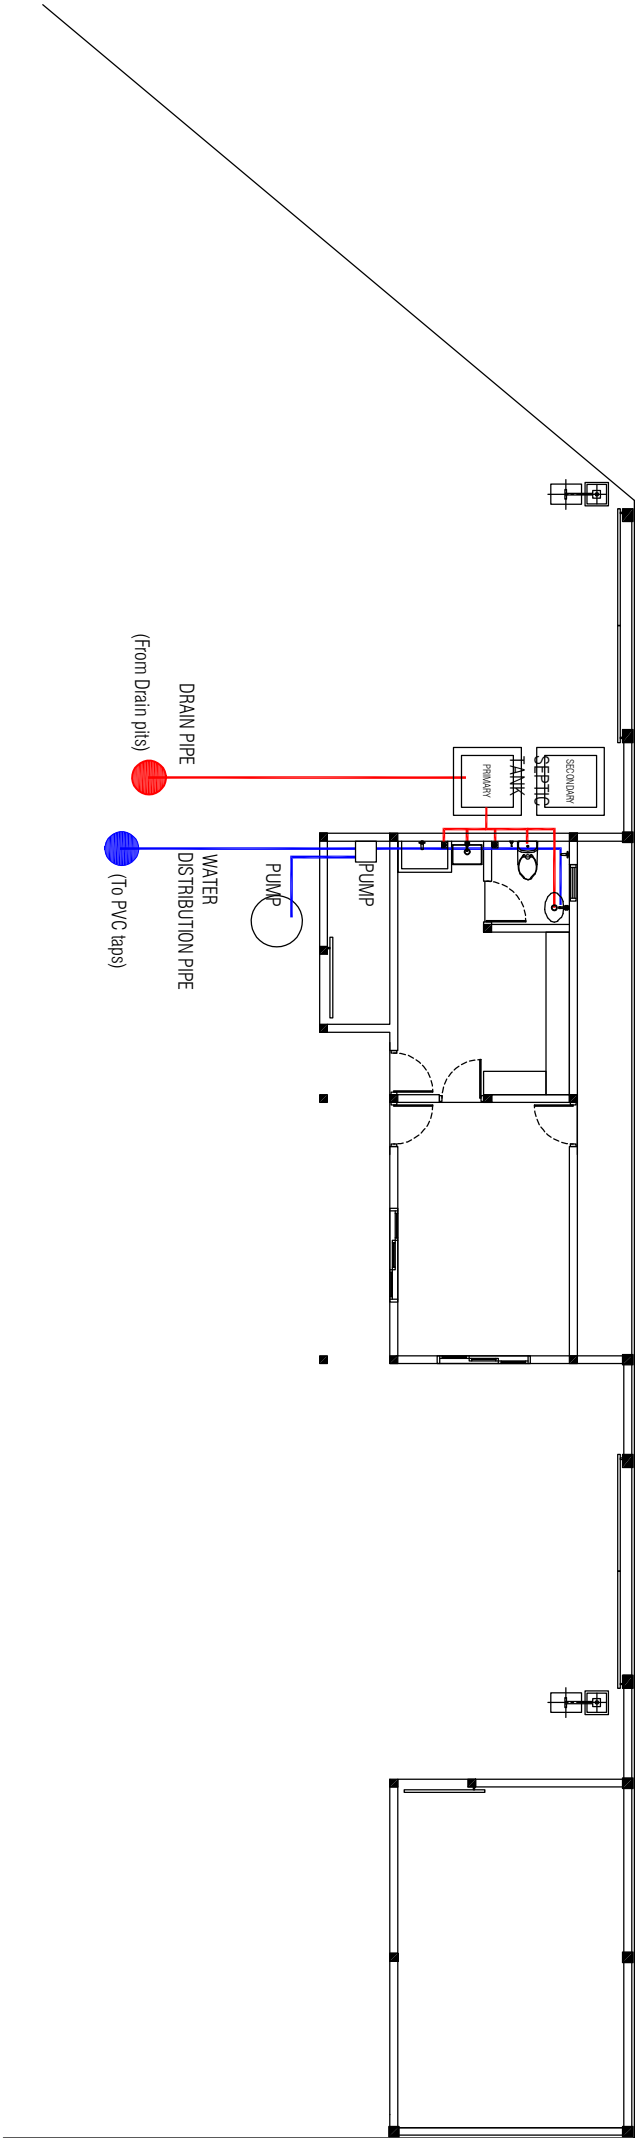 (From Drain pits)
DRAIN PIPE
PRIMARY
SEPTIC
TANK
SECONDARY
WATER
DISTRIBUTION PIPE
(To PVC taps)
PUMP
PUMP